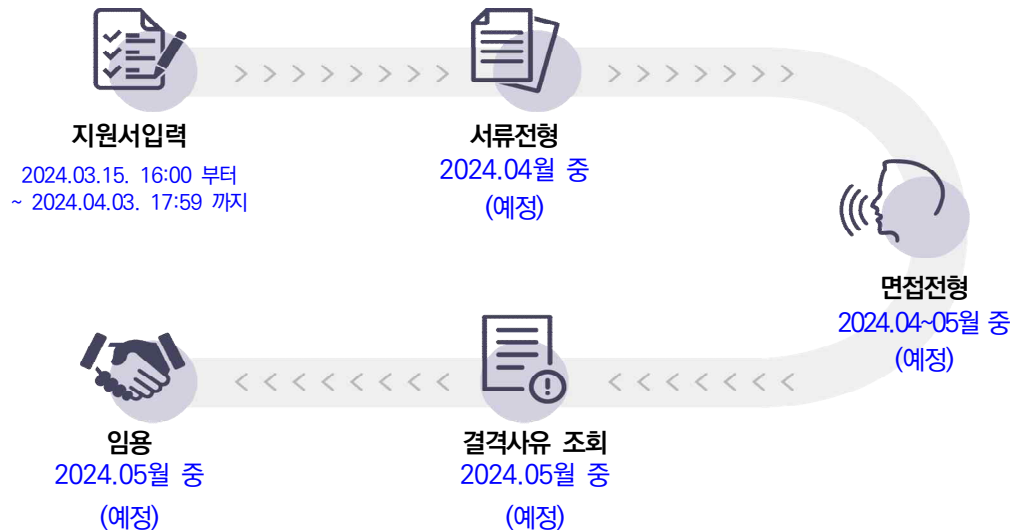 지원서입력
2024.03.15. 16:00 부터
~ 2024.04.03. 17:59 까지
서류전형
2024.04월 중
(예정)
면접전형
2024.04~05월 중
(예정)
결격사유 조회
2024.05월 중
(예정)
임용
2024.05월 중
(예정)